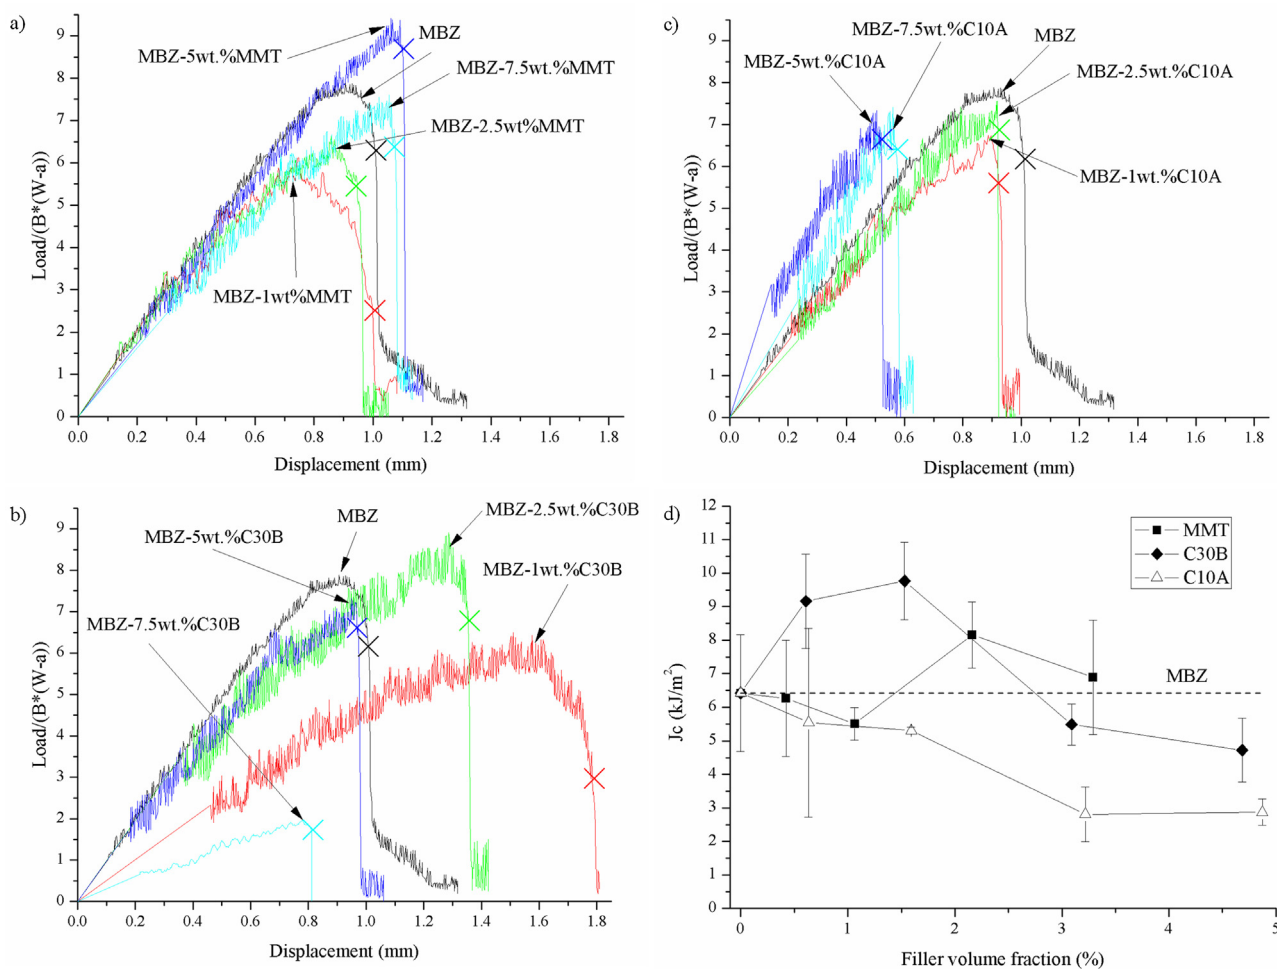 a)
9
8
7
6
5
4
3
2
1
0
Load/(B*(W-a))
MBZ
MBZ-5wt.%MMT
MBZ-7.5wt.%MMT
MBZ-2.5wt%MMT
MBZ-1wt%MMT
0.0 0.2 0.4 0.6 0.8 1.0 1.2 1.4 1.6 1.8
Displacement (mm)
c)
9
8
7
6
5
4
3
2
1
0
Load/(B*(W-a))
MBZ-7.5wt.%C10A
MBZ
MBZ-5wt.%C10A
MBZ-2.5wt.%C10A
MBZ-1wt.%C10A
0.0 0.2 0.4 0.6 0.8 1.0 1.2 1.4 1.6 1.8
Displacement (mm)
b)
9
8
7
6
5
4
3
2
1
0
Load/(B*(W-a))
MBZ-2.5wt.%C30B
MBZ
MBZ-5wt.%C30B
MBZ-1wt.%C30B
MBZ-7.5wt.%C30B
0.0 0.2 0.4 0.6 0.8 1.0 1.2 1.4 1.6 1.8
Displacement (mm)
d)
12
11
10
9
8
7
6
5
4
3
2
1
0
Jc (kJ/m²)
MMT
C30B
C10A
MBZ
0 1 2 3 4 5
Filler volume fraction (%)